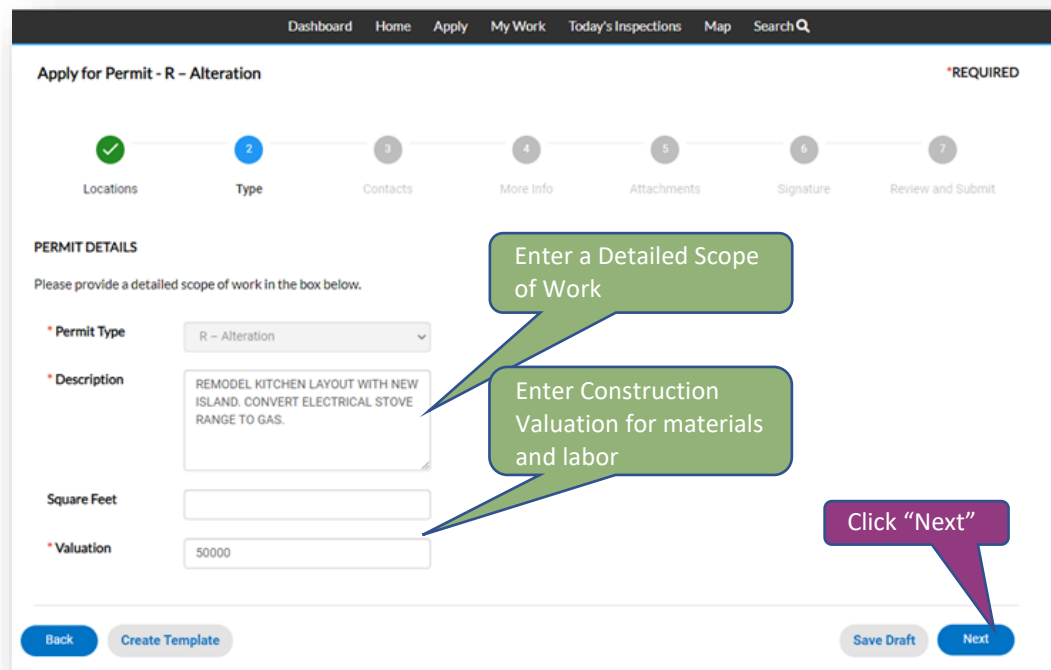 Dashboard Home Apply My Work Today's Inspections Map Search
Apply for Permit - R – Alteration *REQUIRED
2 3 4 5 6 7
Locations Type Contacts More Info Attachments Signature Review and Submit
PERMIT DETAILS
Please provide a detailed scope of work in the box below.
Enter a Detailed Scope
of Work
* Permit Type R – Alteration
* Description REMODEL KITCHEN LAYOUT WITH NEW
ISLAND. CONVERT ELECTRICAL STOVE
RANGE TO GAS.
Enter Construction
Valuation for materials
and labor
Square Feet
* Valuation 50000
Click “Next”
Back Create Template Save Draft Next